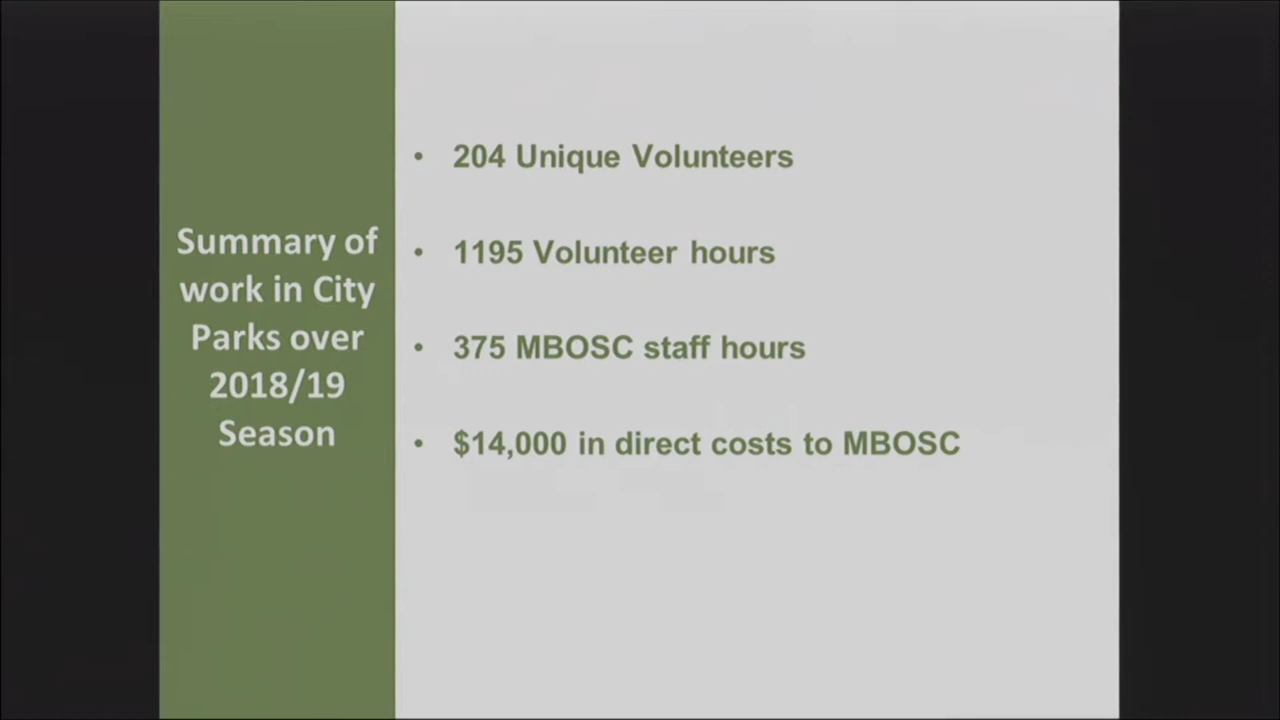 Summary of
work in City
Parks over
2018/19
Season
• 204 Unique Volunteers
• 1195 Volunteer hours
• 375 MBOSC staff hours
• $14,000 in direct costs to MBOSC